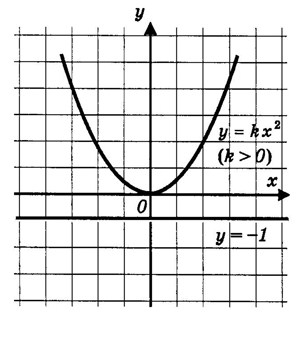 y
y = kx²
(k > 0)
x
0
y = -1